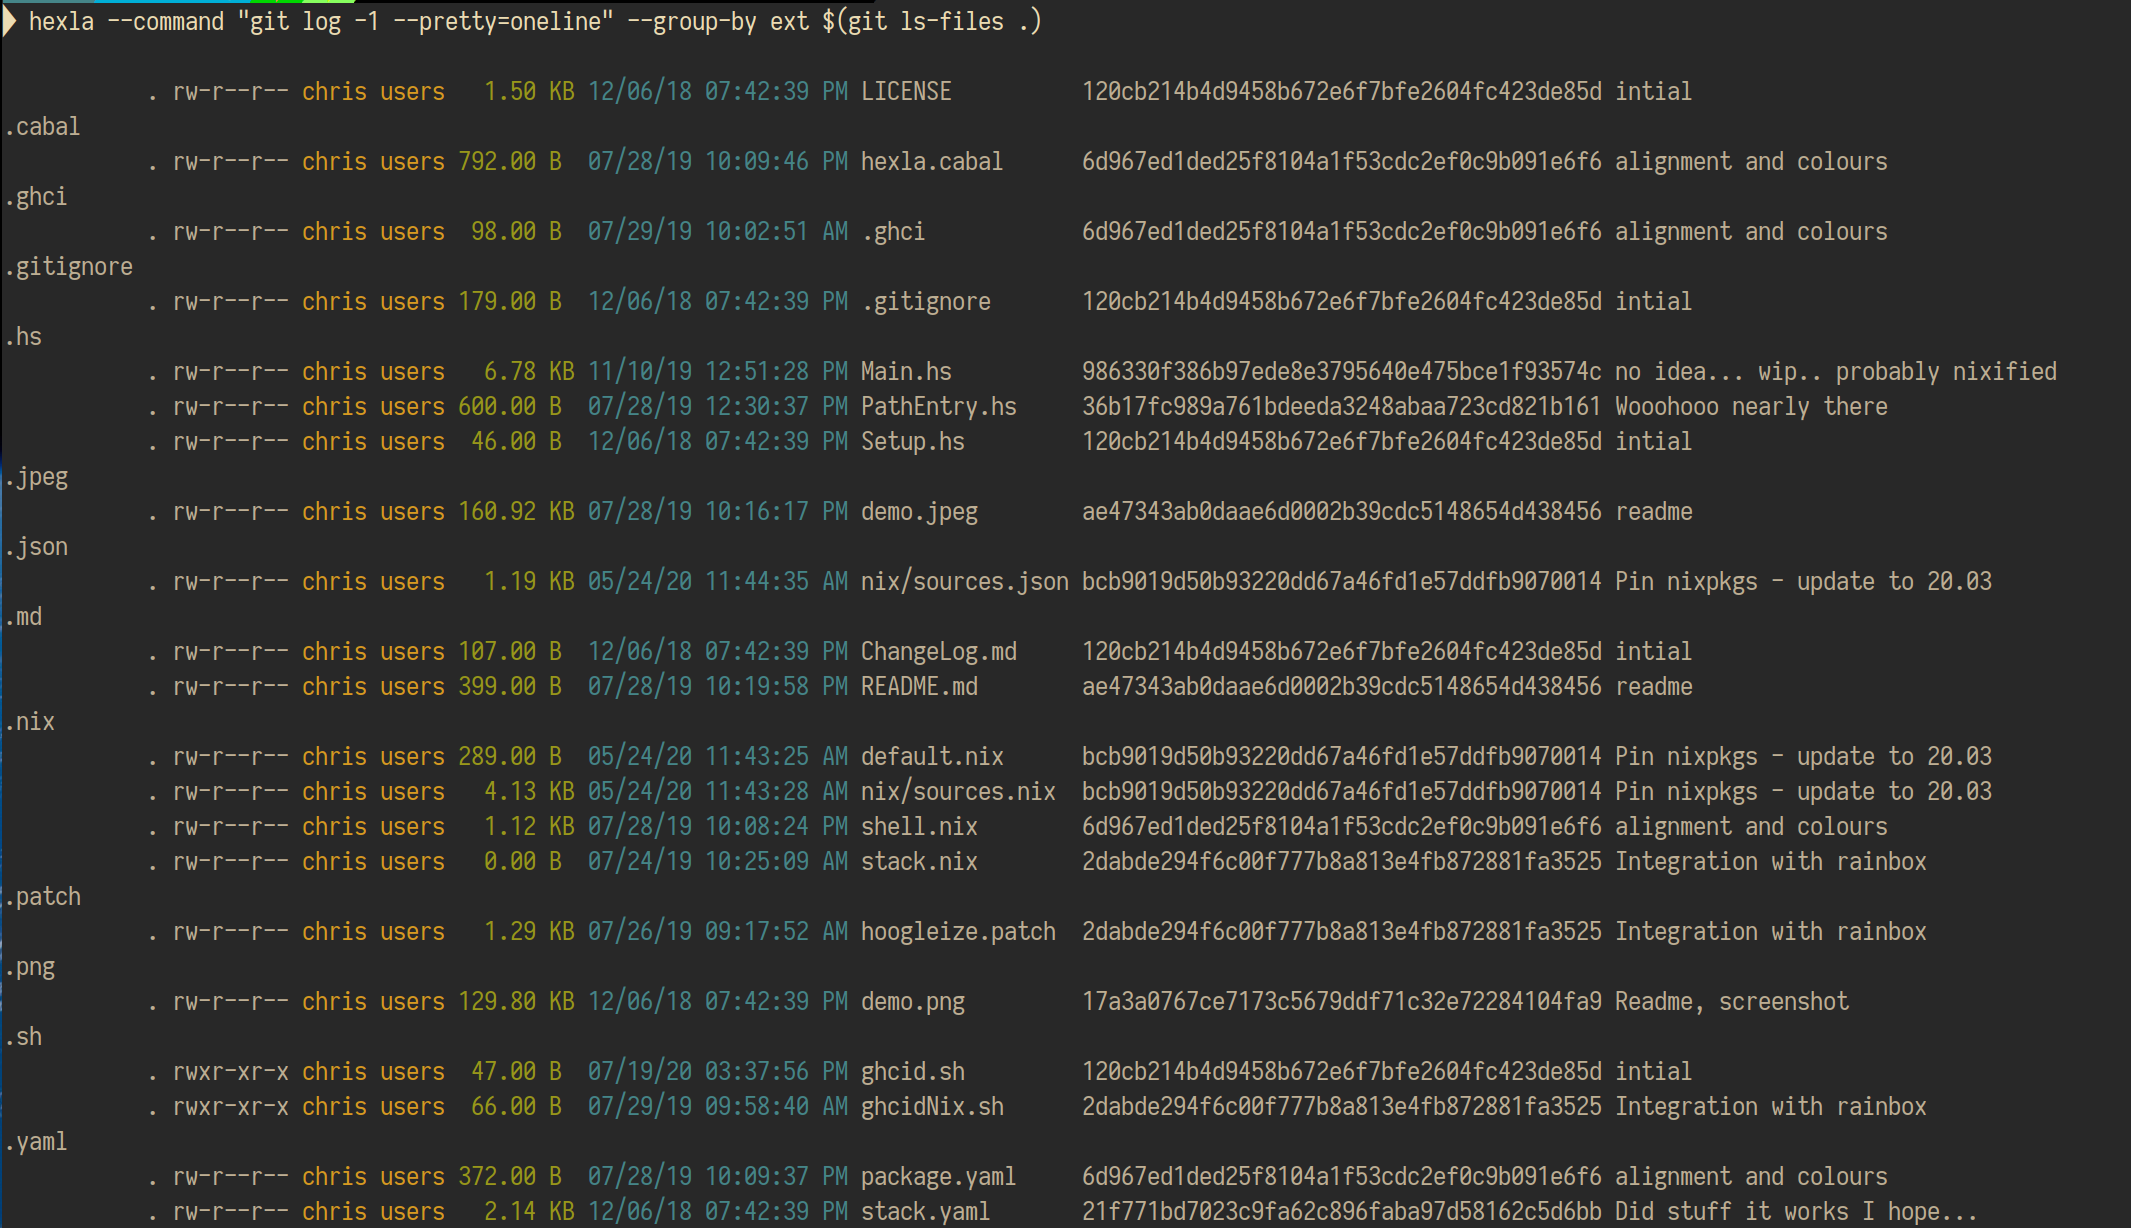 hexla --command "git log -1 --pretty=oneline" --group-by ext $(git ls-files .)
. rw-r--r-- chris users 1.50 KB 12/06/18 07:42:39 PM LICENSE 120cb214b4d9458b672e6f7bfe2604fc423de85d intial
.cabal
. rw-r--r-- chris users 792.00 B 07/28/19 10:09:46 PM hexla.cabal 6d967ed1ded25f8104a1f53cdc2ef0c9b091e6f6 alignment and colours
.ghci
. rw-r--r-- chris users 98.00 B 07/29/19 10:02:51 AM .ghci 6d967ed1ded25f8104a1f53cdc2ef0c9b091e6f6 alignment and colours
.gitignore
. rw-r--r-- chris users 179.00 B 12/06/18 07:42:39 PM .gitignore 120cb214b4d9458b672e6f7bfe2604fc423de85d intial
.hs
. rw-r--r-- chris users 6.78 KB 11/10/19 12:51:28 PM Main.hs 986330f386b97ede8e3795640e475bce1f93574c no idea... wip.. probably nixified
. rw-r--r-- chris users 600.00 B 07/28/19 12:30:37 PM PathEntry.hs 36b17fc989a761bdeeda3248abaa723cd821b161 Wooohooo nearly there
. rw-r--r-- chris users 46.00 B 12/06/18 07:42:39 PM Setup.hs 120cb214b4d9458b672e6f7bfe2604fc423de85d intial
.jpeg
. rw-r--r-- chris users 160.92 KB 07/28/19 10:16:17 PM demo.jpeg ae47343ab0daae6d0002b39cdc5148654d438456 readme
.json
. rw-r--r-- chris users 1.19 KB 05/24/20 11:44:35 AM nix/sources.json bcb9019d50b93220dd67a46fd1e57ddfb9070014 Pin nixpkgs - update to 20.03
.md
. rw-r--r-- chris users 107.00 B 12/06/18 07:42:39 PM ChangeLog.md 120cb214b4d9458b672e6f7bfe2604fc423de85d intial
. rw-r--r-- chris users 399.00 B 07/28/19 10:19:58 PM README.md ae47343ab0daae6d0002b39cdc5148654d438456 readme
.nix
. rw-r--r-- chris users 289.00 B 05/24/20 11:43:25 AM default.nix bcb9019d50b93220dd67a46fd1e57ddfb9070014 Pin nixpkgs - update to 20.03
. rw-r--r-- chris users 4.13 KB 05/24/20 11:43:28 AM nix/sources.nix bcb9019d50b93220dd67a46fd1e57ddfb9070014 Pin nixpkgs - update to 20.03
. rw-r--r-- chris users 1.12 KB 07/28/19 10:08:24 PM shell.nix 6d967ed1ded25f8104a1f53cdc2ef0c9b091e6f6 alignment and colours
. rw-r--r-- chris users 0.00 B 07/24/19 10:25:09 AM stack.nix 2dabde294f6c00f777b8a813e4fb872881fa3525 Integration with rainbox
.patch
. rw-r--r-- chris users 1.29 KB 07/26/19 09:17:52 AM hoogleize.patch 2dabde294f6c00f777b8a813e4fb872881fa3525 Integration with rainbox
.png
. rw-r--r-- chris users 129.80 KB 12/06/18 07:42:39 PM demo.png 17a3a0767ce7173c5679ddf71c32e72284104fa9 Readme, screenshot
.sh
. rwxr-xr-x chris users 47.00 B 07/19/20 03:37:56 PM ghcid.sh 120cb214b4d9458b672e6f7bfe2604fc423de85d intial
. rwxr-xr-x chris users 66.00 B 07/29/19 09:58:40 AM ghcidNix.sh 2dabde294f6c00f777b8a813e4fb872881fa3525 Integration with rainbox
.yaml
. rw-r--r-- chris users 372.00 B 07/28/19 10:09:37 PM package.yaml 6d967ed1ded25f8104a1f53cdc2ef0c9b091e6f6 alignment and colours
. rw-r--r-- chris users 2.14 KB 12/06/18 07:42:39 PM stack.yaml 21f771bd7023c9fa62c896faba97d58162c5d6bb Did stuff it works I hope...